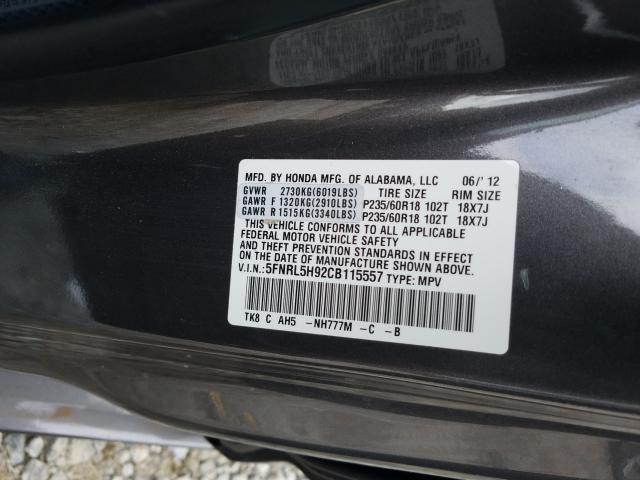 MFD. BY HONDA MFG. OF ALABAMA, LLC 06/'12
GVWR 2730KG(6019LBS) TIRE SIZE RIM SIZE
GAWR F 1320KG(2910LBS) P235/60R18 102T 18X7J
GAWR R 1515KG(3340LBS) P235/60R18 102T 18X7J
THIS VEHICLE CONFORMS TO ALL APPLICABLE
FEDERAL MOTOR VEHICLE SAFETY
AND THEFT PREVENTION STANDARDS IN EFFECT
ON THE DATE OF MANUFACTURE SHOWN ABOVE.
V.I.N.: 5FNRL5H92CB115557 TYPE: MPV
TK8 C AH5 -NH777M -C -B